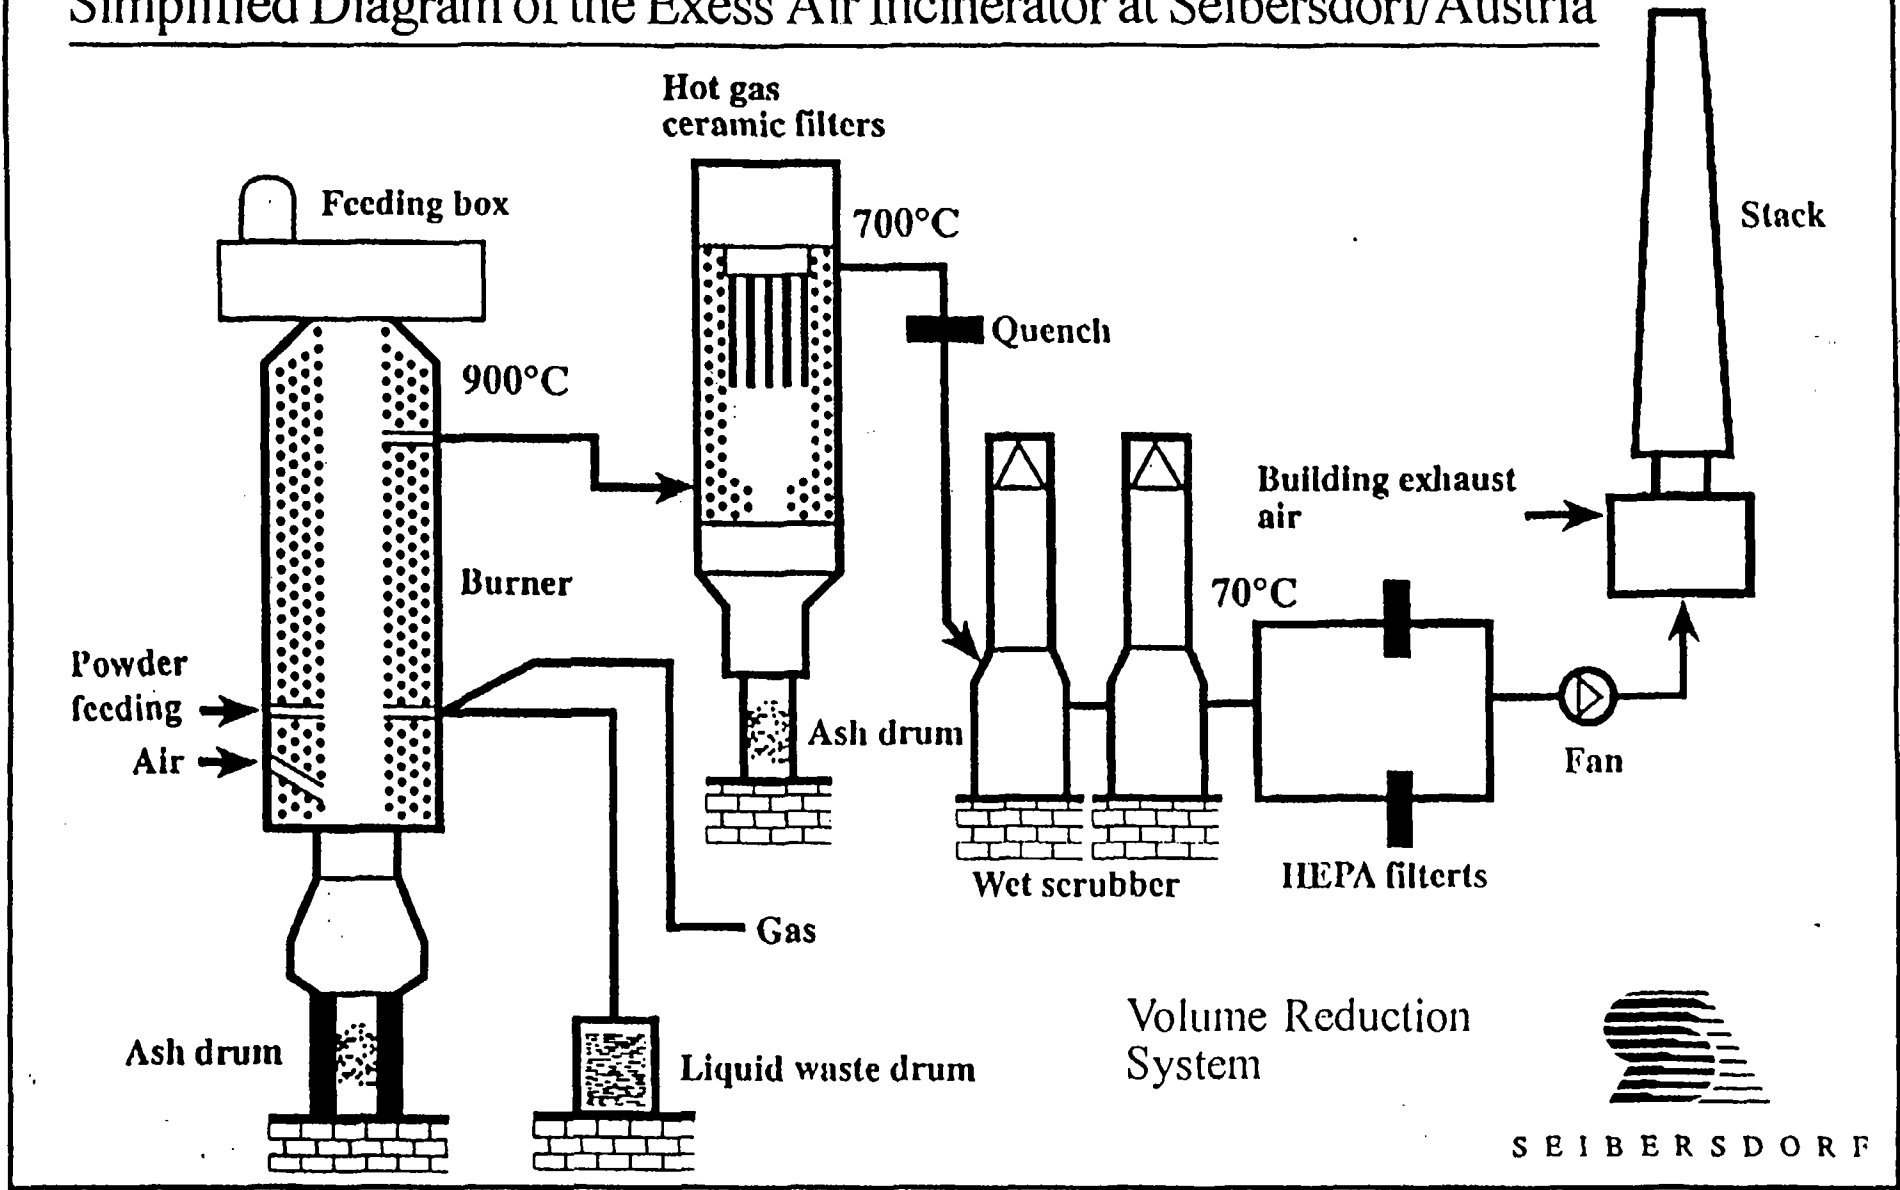 Simplified Diagram of the Exess Air Incinerator at Seibersdorf/Austria
Hot gas
ceramic filters
Feeding box
700°C
Stack
Quench
900°C
Building exhaust
air
Burner
70°C
Powder
feeding
Air
Ash drum
Fan
Wet scrubber
HEPA filterts
Gas
Volume Reduction
System
Ash drum
Liquid waste drum
SEIBERSDORF